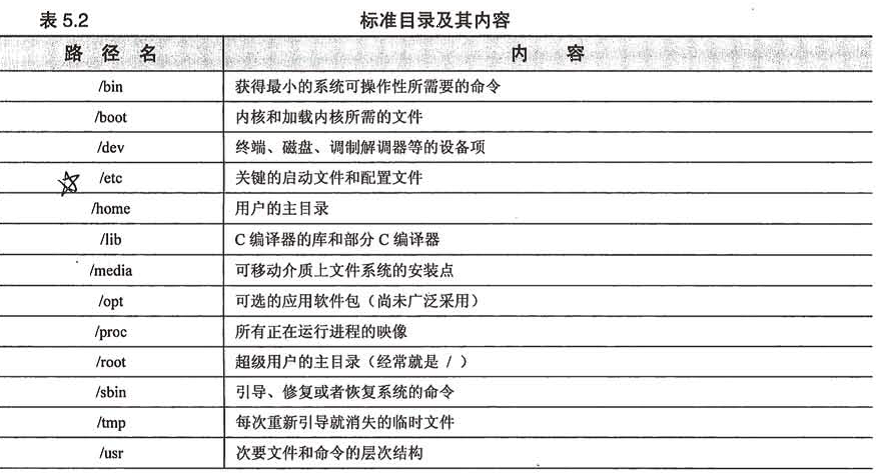 表 5.2 标准目录及其内容
路 径 名 内 容
/bin 获得最小的系统可操作性所需要的命令
/boot 内核和加载内核所需的文件
/dev 终端、磁盘、调制解调器等的设备项
/etc 关键的启动文件和配置文件
/home 用户的主目录
/lib C 编译器的库和部分 C 编译器
/media 可移动介质上文件系统的安装点
/opt 可选的应用软件包（尚未广泛采用）
/proc 所有正在运行进程的映像
/root 超级用户的主目录（经常就是 / ）
/sbin 引导、修复或者恢复系统的命令
/tmp 每次重新引导就消失的临时文件
/usr 次要文件和命令的层次结构